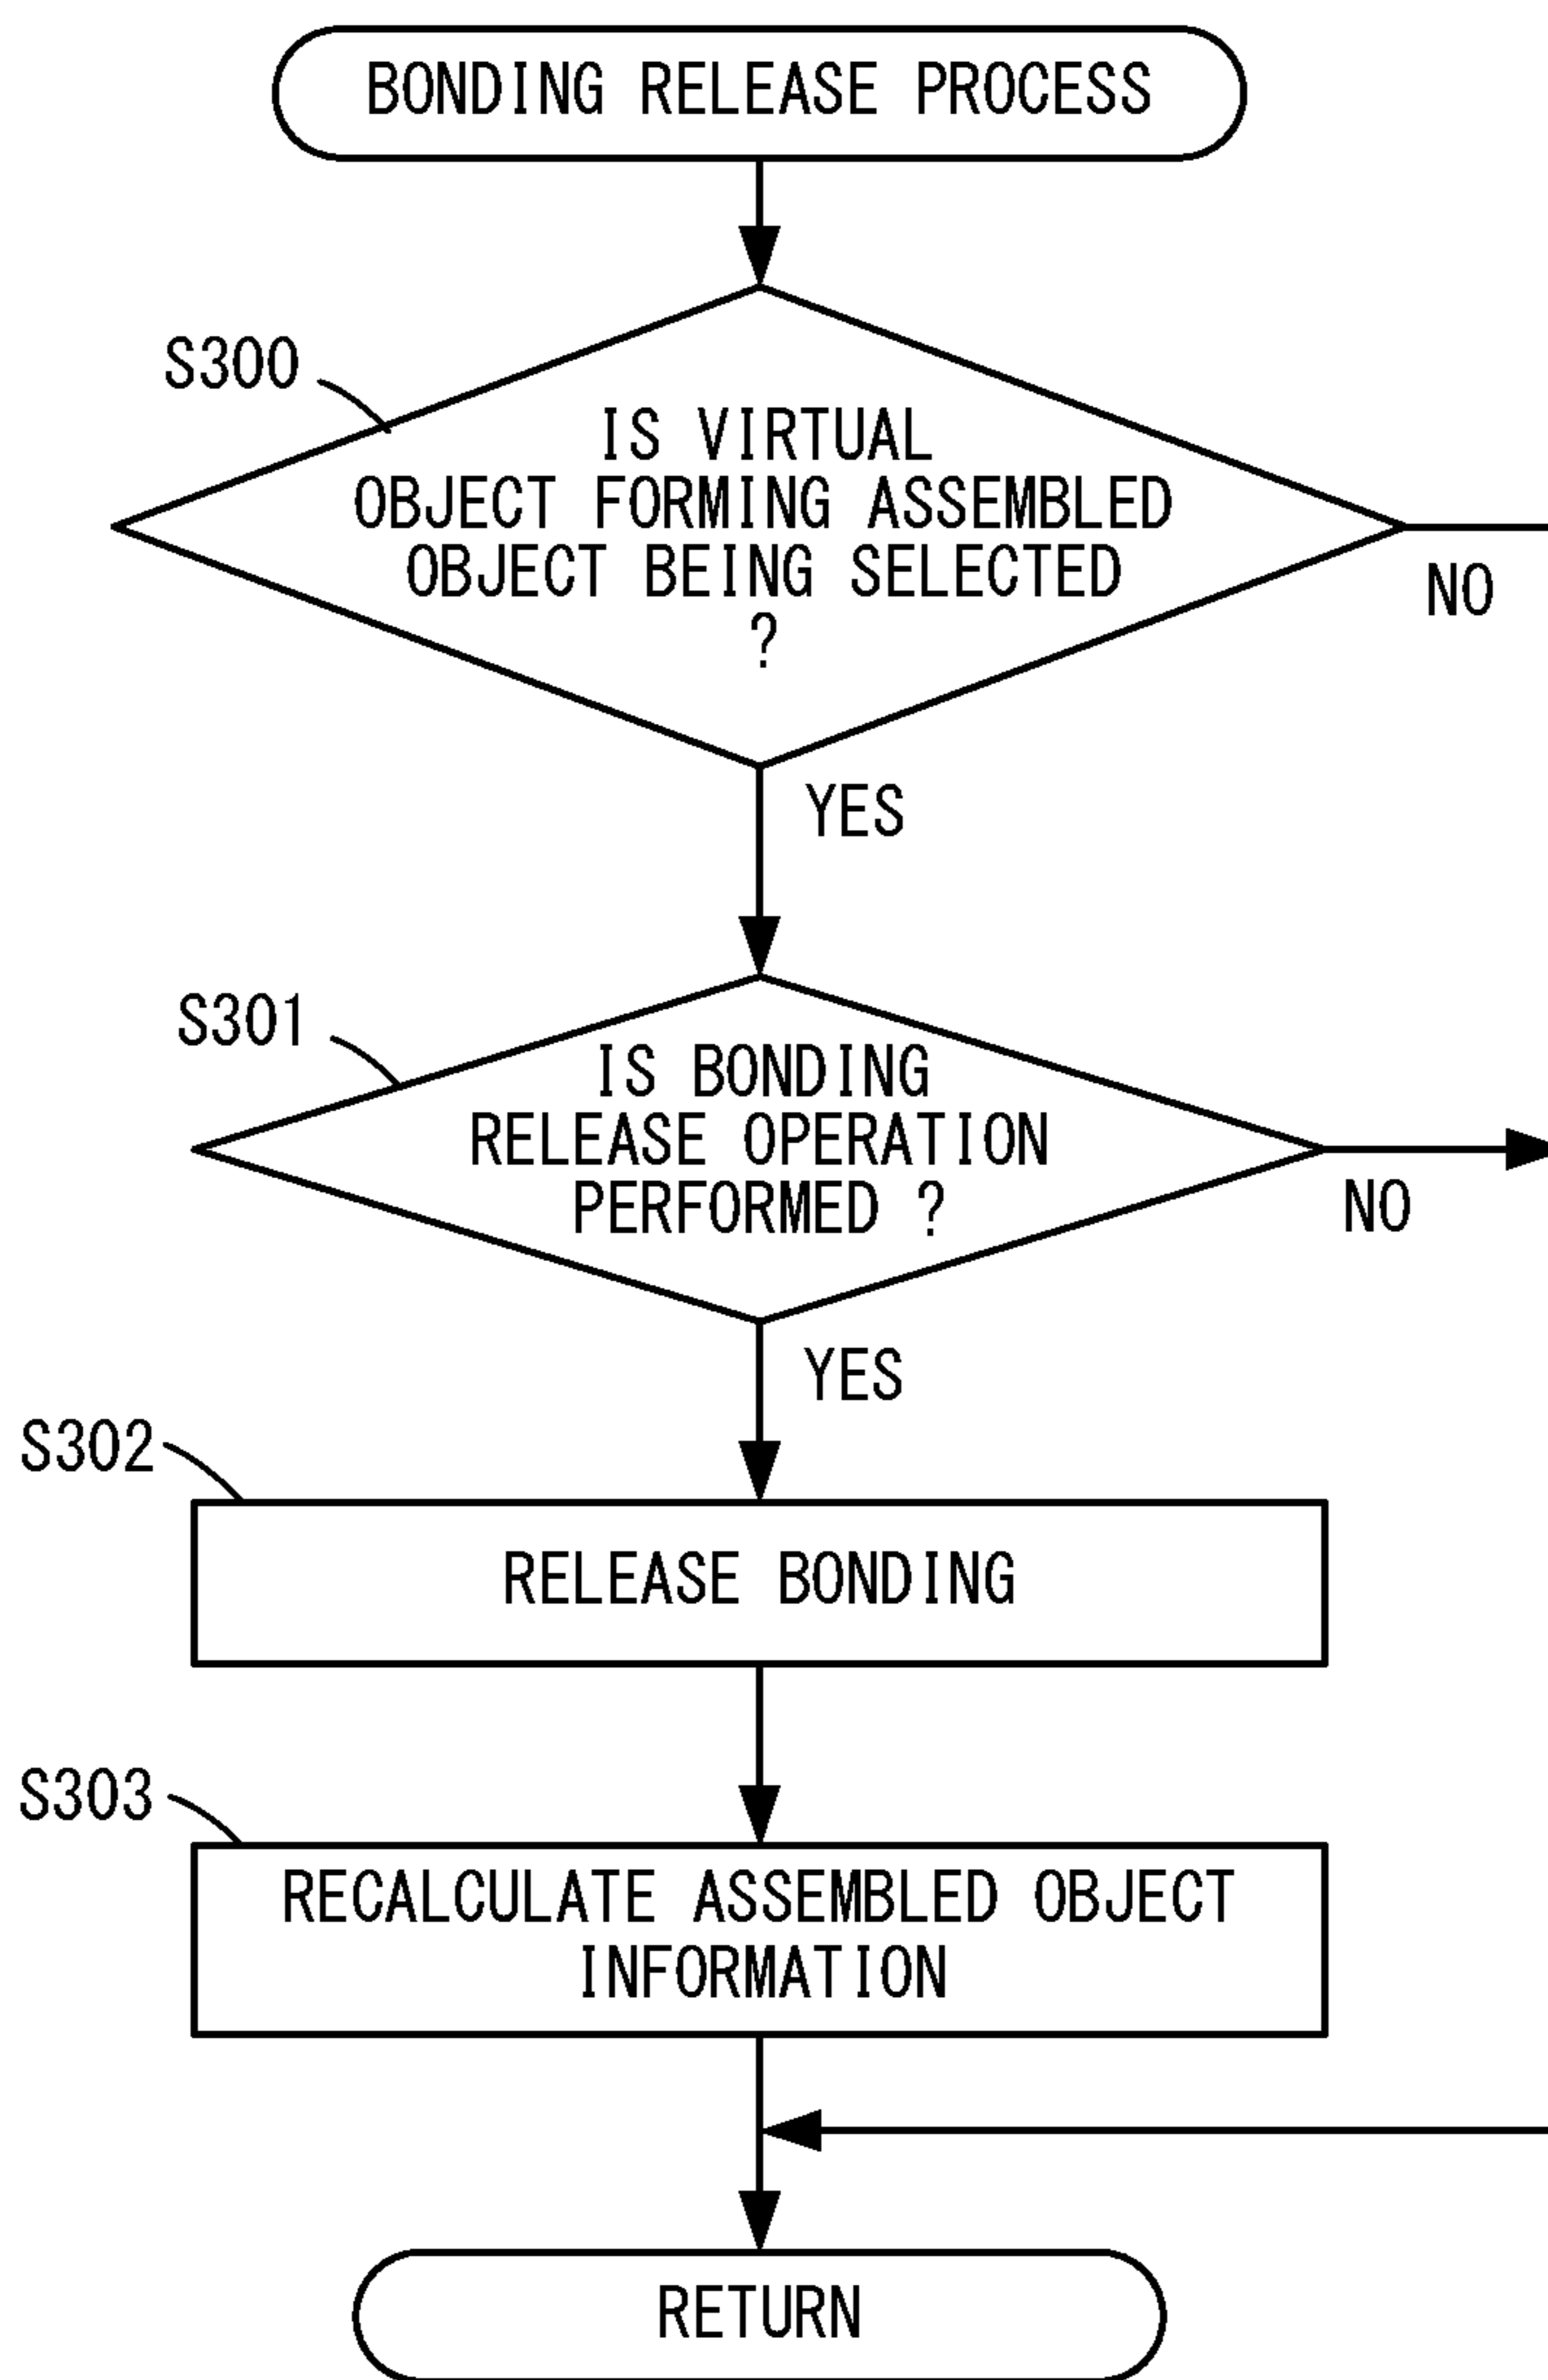 BONDING RELEASE PROCESS
S300
IS VIRTUAL
OBJECT FORMING ASSEMBLED
OBJECT BEING SELECTED
?
NO
YES
S301
IS BONDING
RELEASE OPERATION
PERFORMED ?
NO
YES
S302
RELEASE BONDING
S303
RECALCULATE ASSEMBLED OBJECT
INFORMATION
RETURN